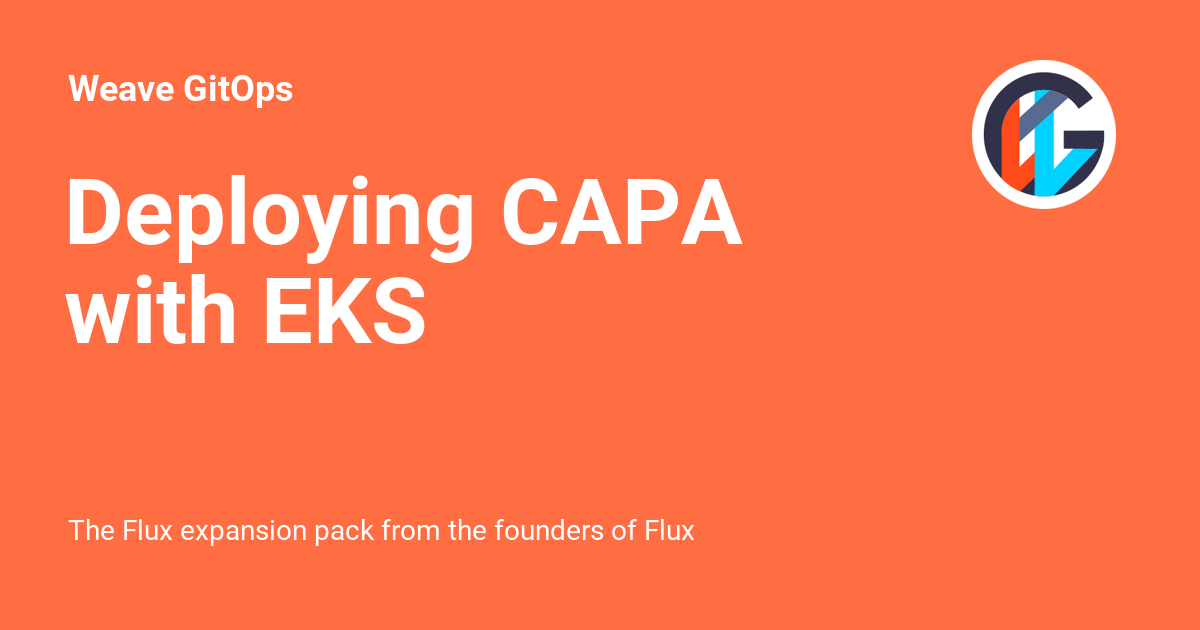 Weave GitOps
Deploying CAPA
with EKS
The Flux expansion pack from the founders of Flux